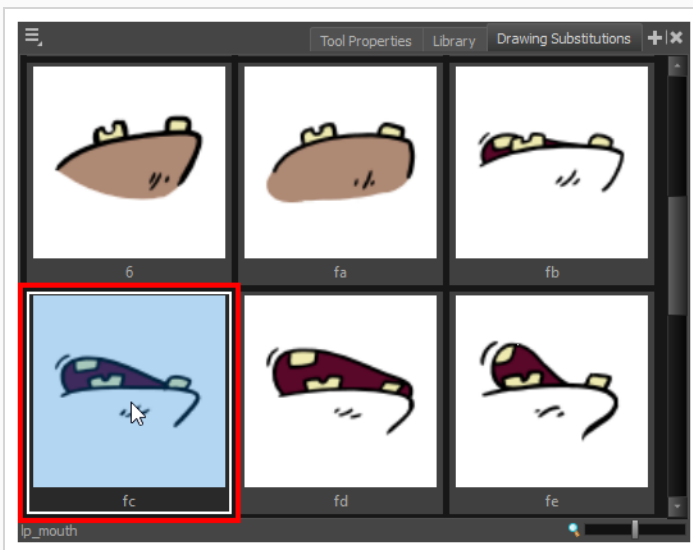 Tool Properties Library Drawing Substitutions
6 fa fb
fc fd fe
lp_mouth